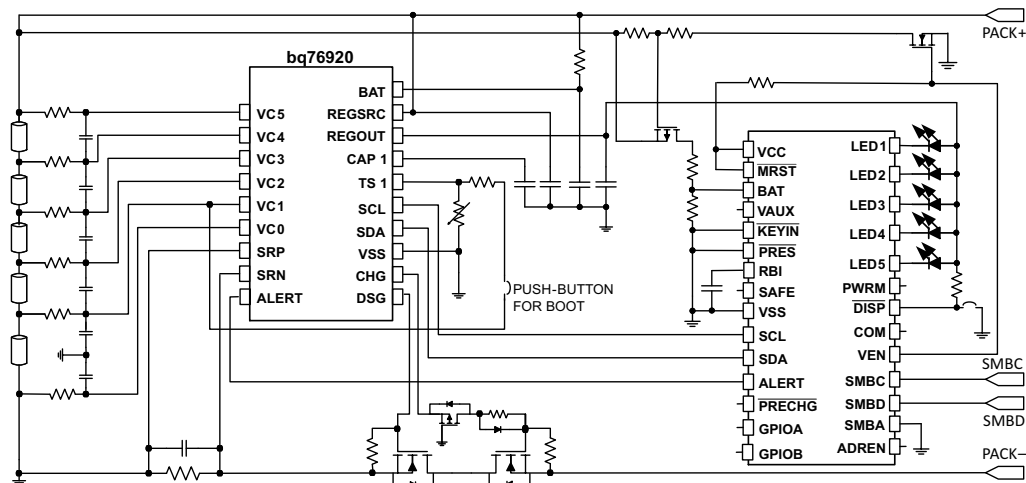 PACK+
bq76920
BAT
REGSRC
REGOUT
CAP 1
TS 1
SCL
SDA
VSS
CHG
DSG
VC5
VC4
VC3
VC2
VC1
VC0
SRP
SRN
ALERT
PUSH-BUTTON
FOR BOOT
VCC
MRST
BAT
VAUX
KEYIN
PRES
RBI
SAFE
VSS
SCL
SDA
ALERT
PRECHG
GPIOA
GPIOB
LED1
LED2
LED3
LED4
LED5
PWRM
DISP
COM
VEN
SMBC
SMBD
SMBA
ADREN
SMBC
SMBD
PACK–